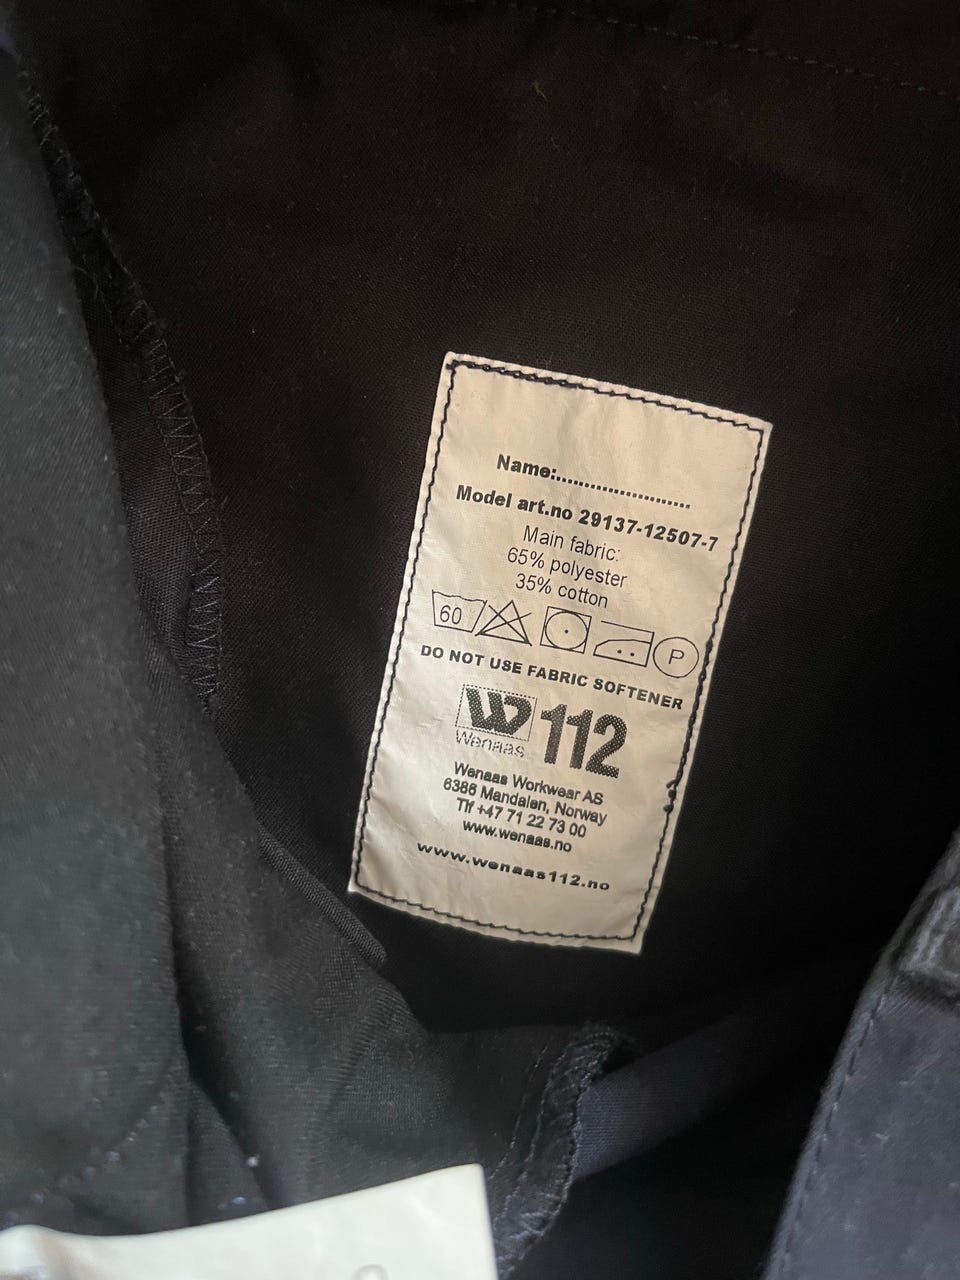 Name:........................
Model art.no 29137-12507-7
Main fabric:
65% polyester
35% cotton
60 P
DO NOT USE FABRIC SOFTENER
Wenaas 112
Wenaas Workwear AS
6386 Mandalen, Norway
Tlf +47 71 22 73 00
www.wenaas.no
www.wenaas112.no